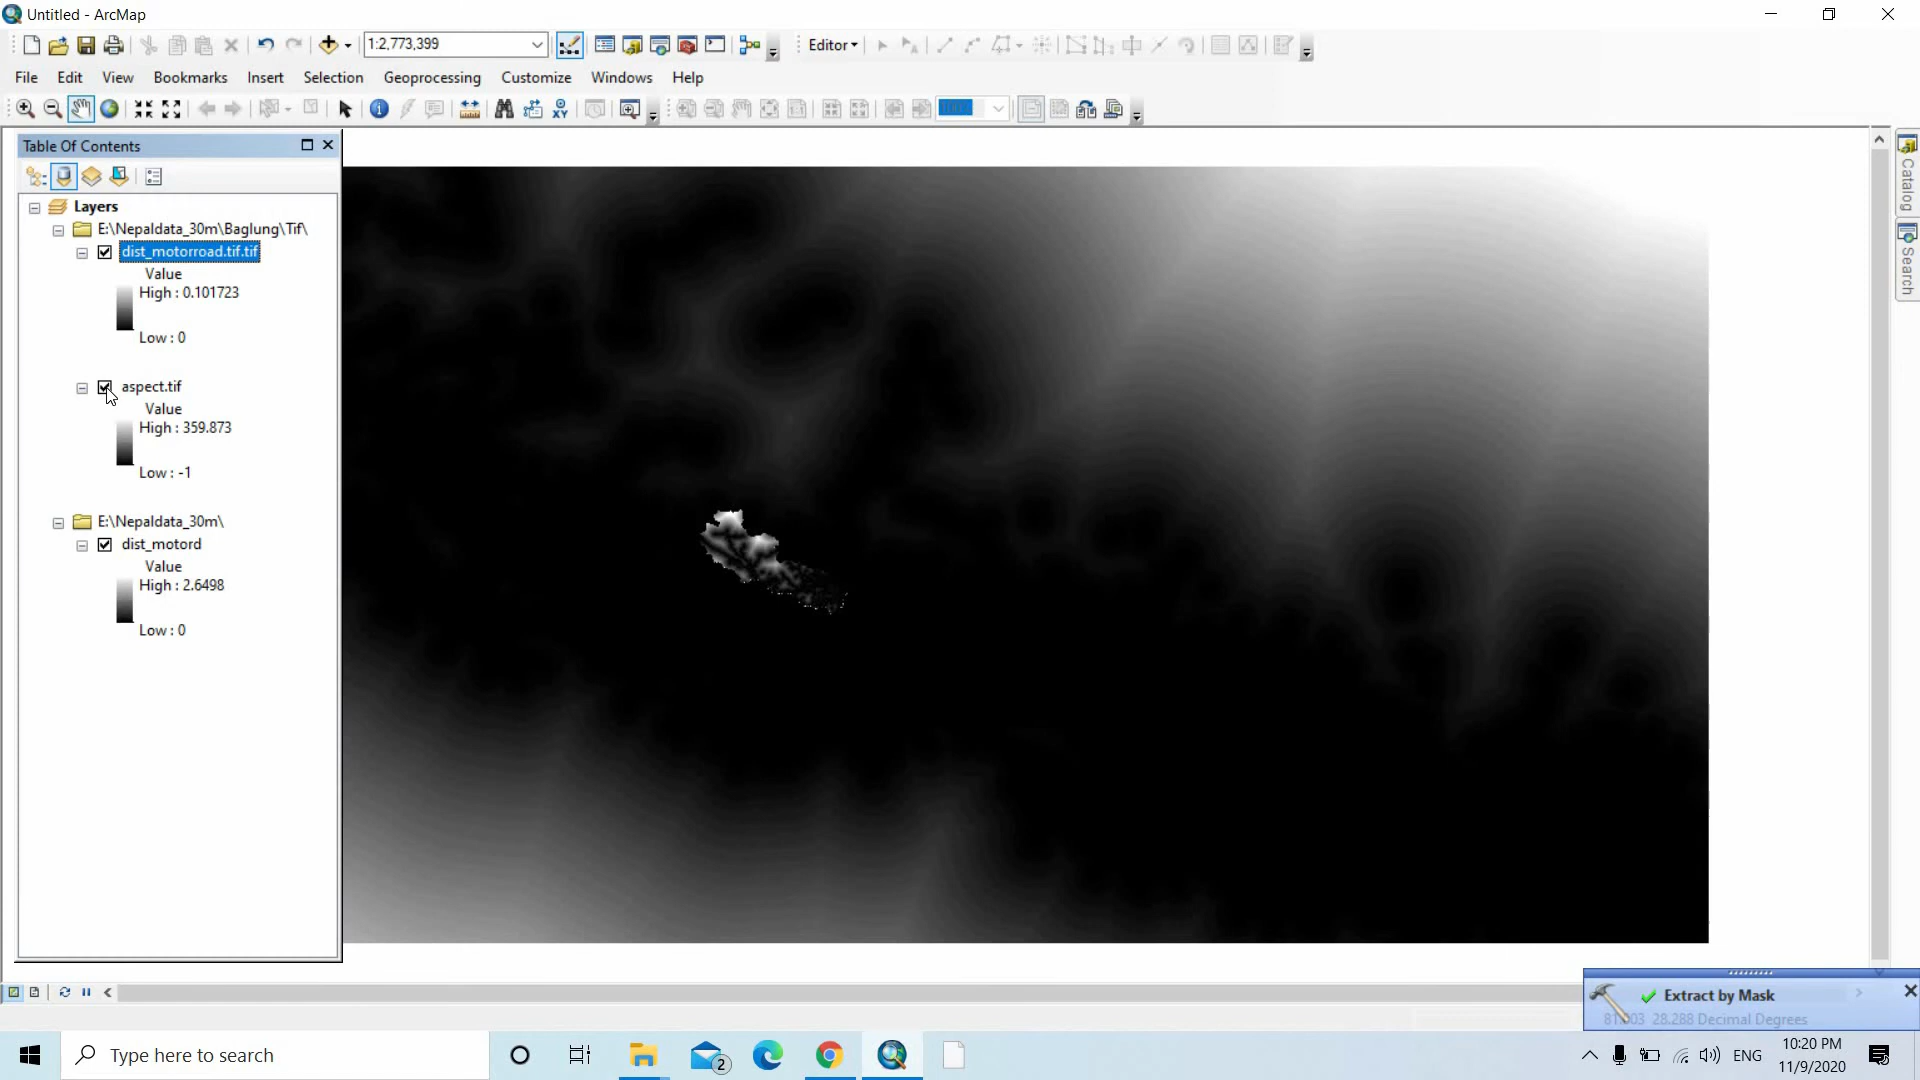 Untitled - ArcMap
1:2,773,399
Editor
File Edit View Bookmarks Insert Selection Geoprocessing Customize Windows Help
Table Of Contents
Layers
E:\Nepaldata_30m\Baglung\Tif\
dist_motorroad.tif.tif
Value
High : 0.101723
Low : 0
aspect.tif
Value
High : 359.873
Low : -1
E:\Nepaldata_30m\
dist_motord
Value
High : 2.6498
Low : 0
Catalog
Search
Extract by Mask
28.288 Decimal Degrees
Type here to search
2
ENG
10:20 PM
11/9/2020